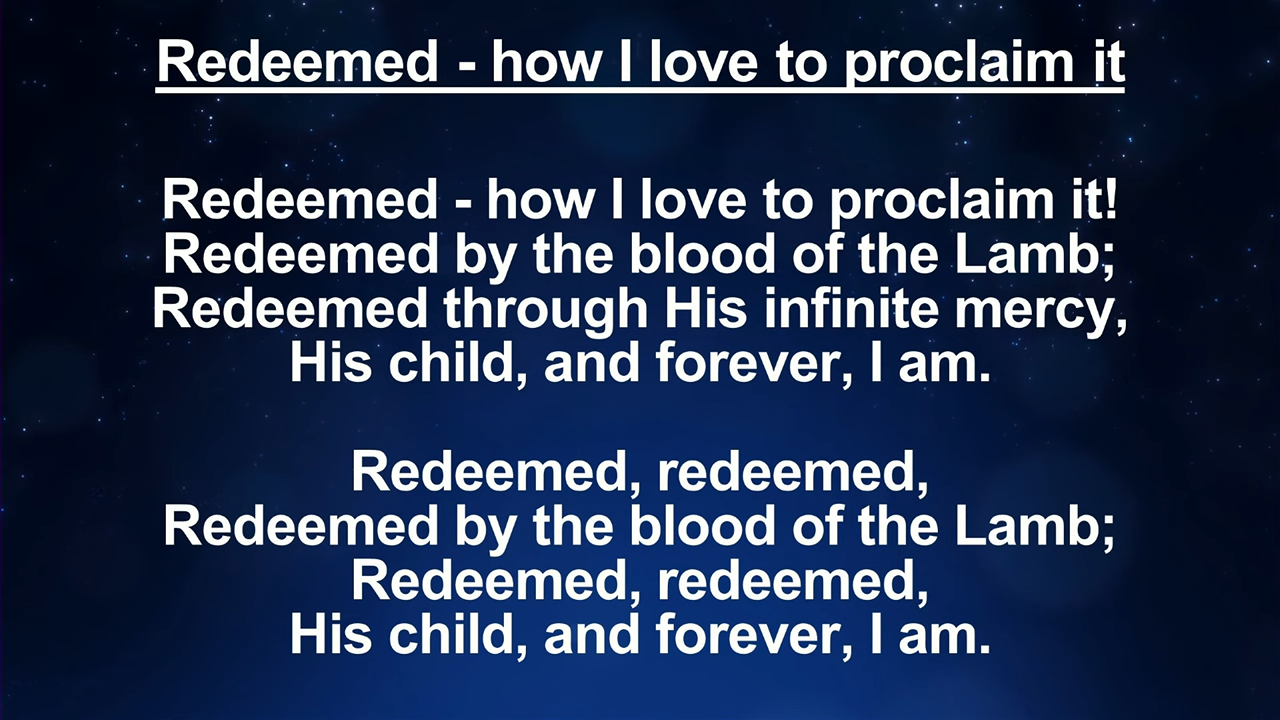 Redeemed - how I love to proclaim it
Redeemed - how I love to proclaim it!
Redeemed by the blood of the Lamb;
Redeemed through His infinite mercy,
His child, and forever, I am.
Redeemed, redeemed,
Redeemed by the blood of the Lamb;
Redeemed, redeemed,
His child, and forever, I am.